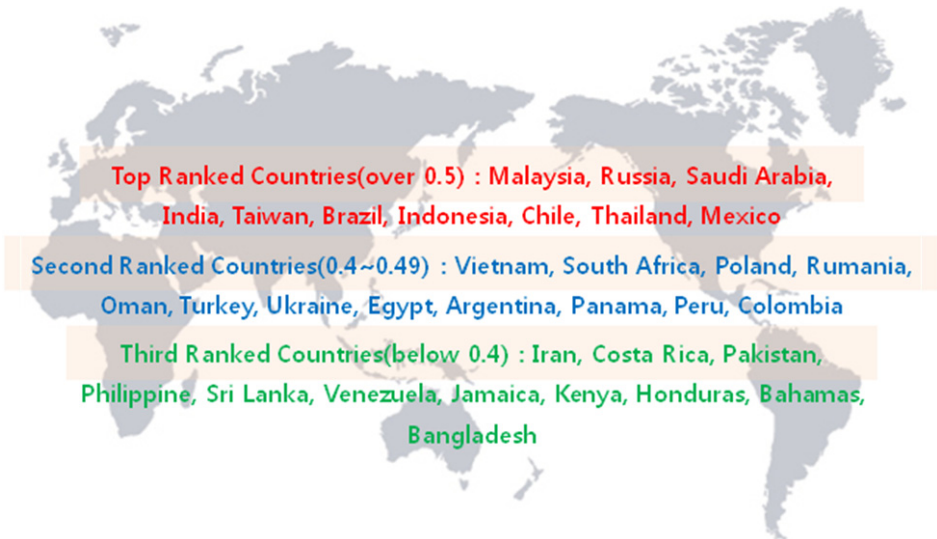 Top Ranked Countries(over 0.5) : Malaysia, Russia, Saudi Arabia,
India, Taiwan, Brazil, Indonesia, Chile, Thailand, Mexico
Second Ranked Countries(0.4~0.49) : Vietnam, South Africa, Poland, Rumania,
Oman, Turkey, Ukraine, Egypt, Argentina, Panama, Peru, Colombia
Third Ranked Countries(below 0.4) : Iran, Costa Rica, Pakistan,
Philippine, Sri Lanka, Venezuela, Jamaica, Kenya, Honduras, Bahamas,
Bangladesh